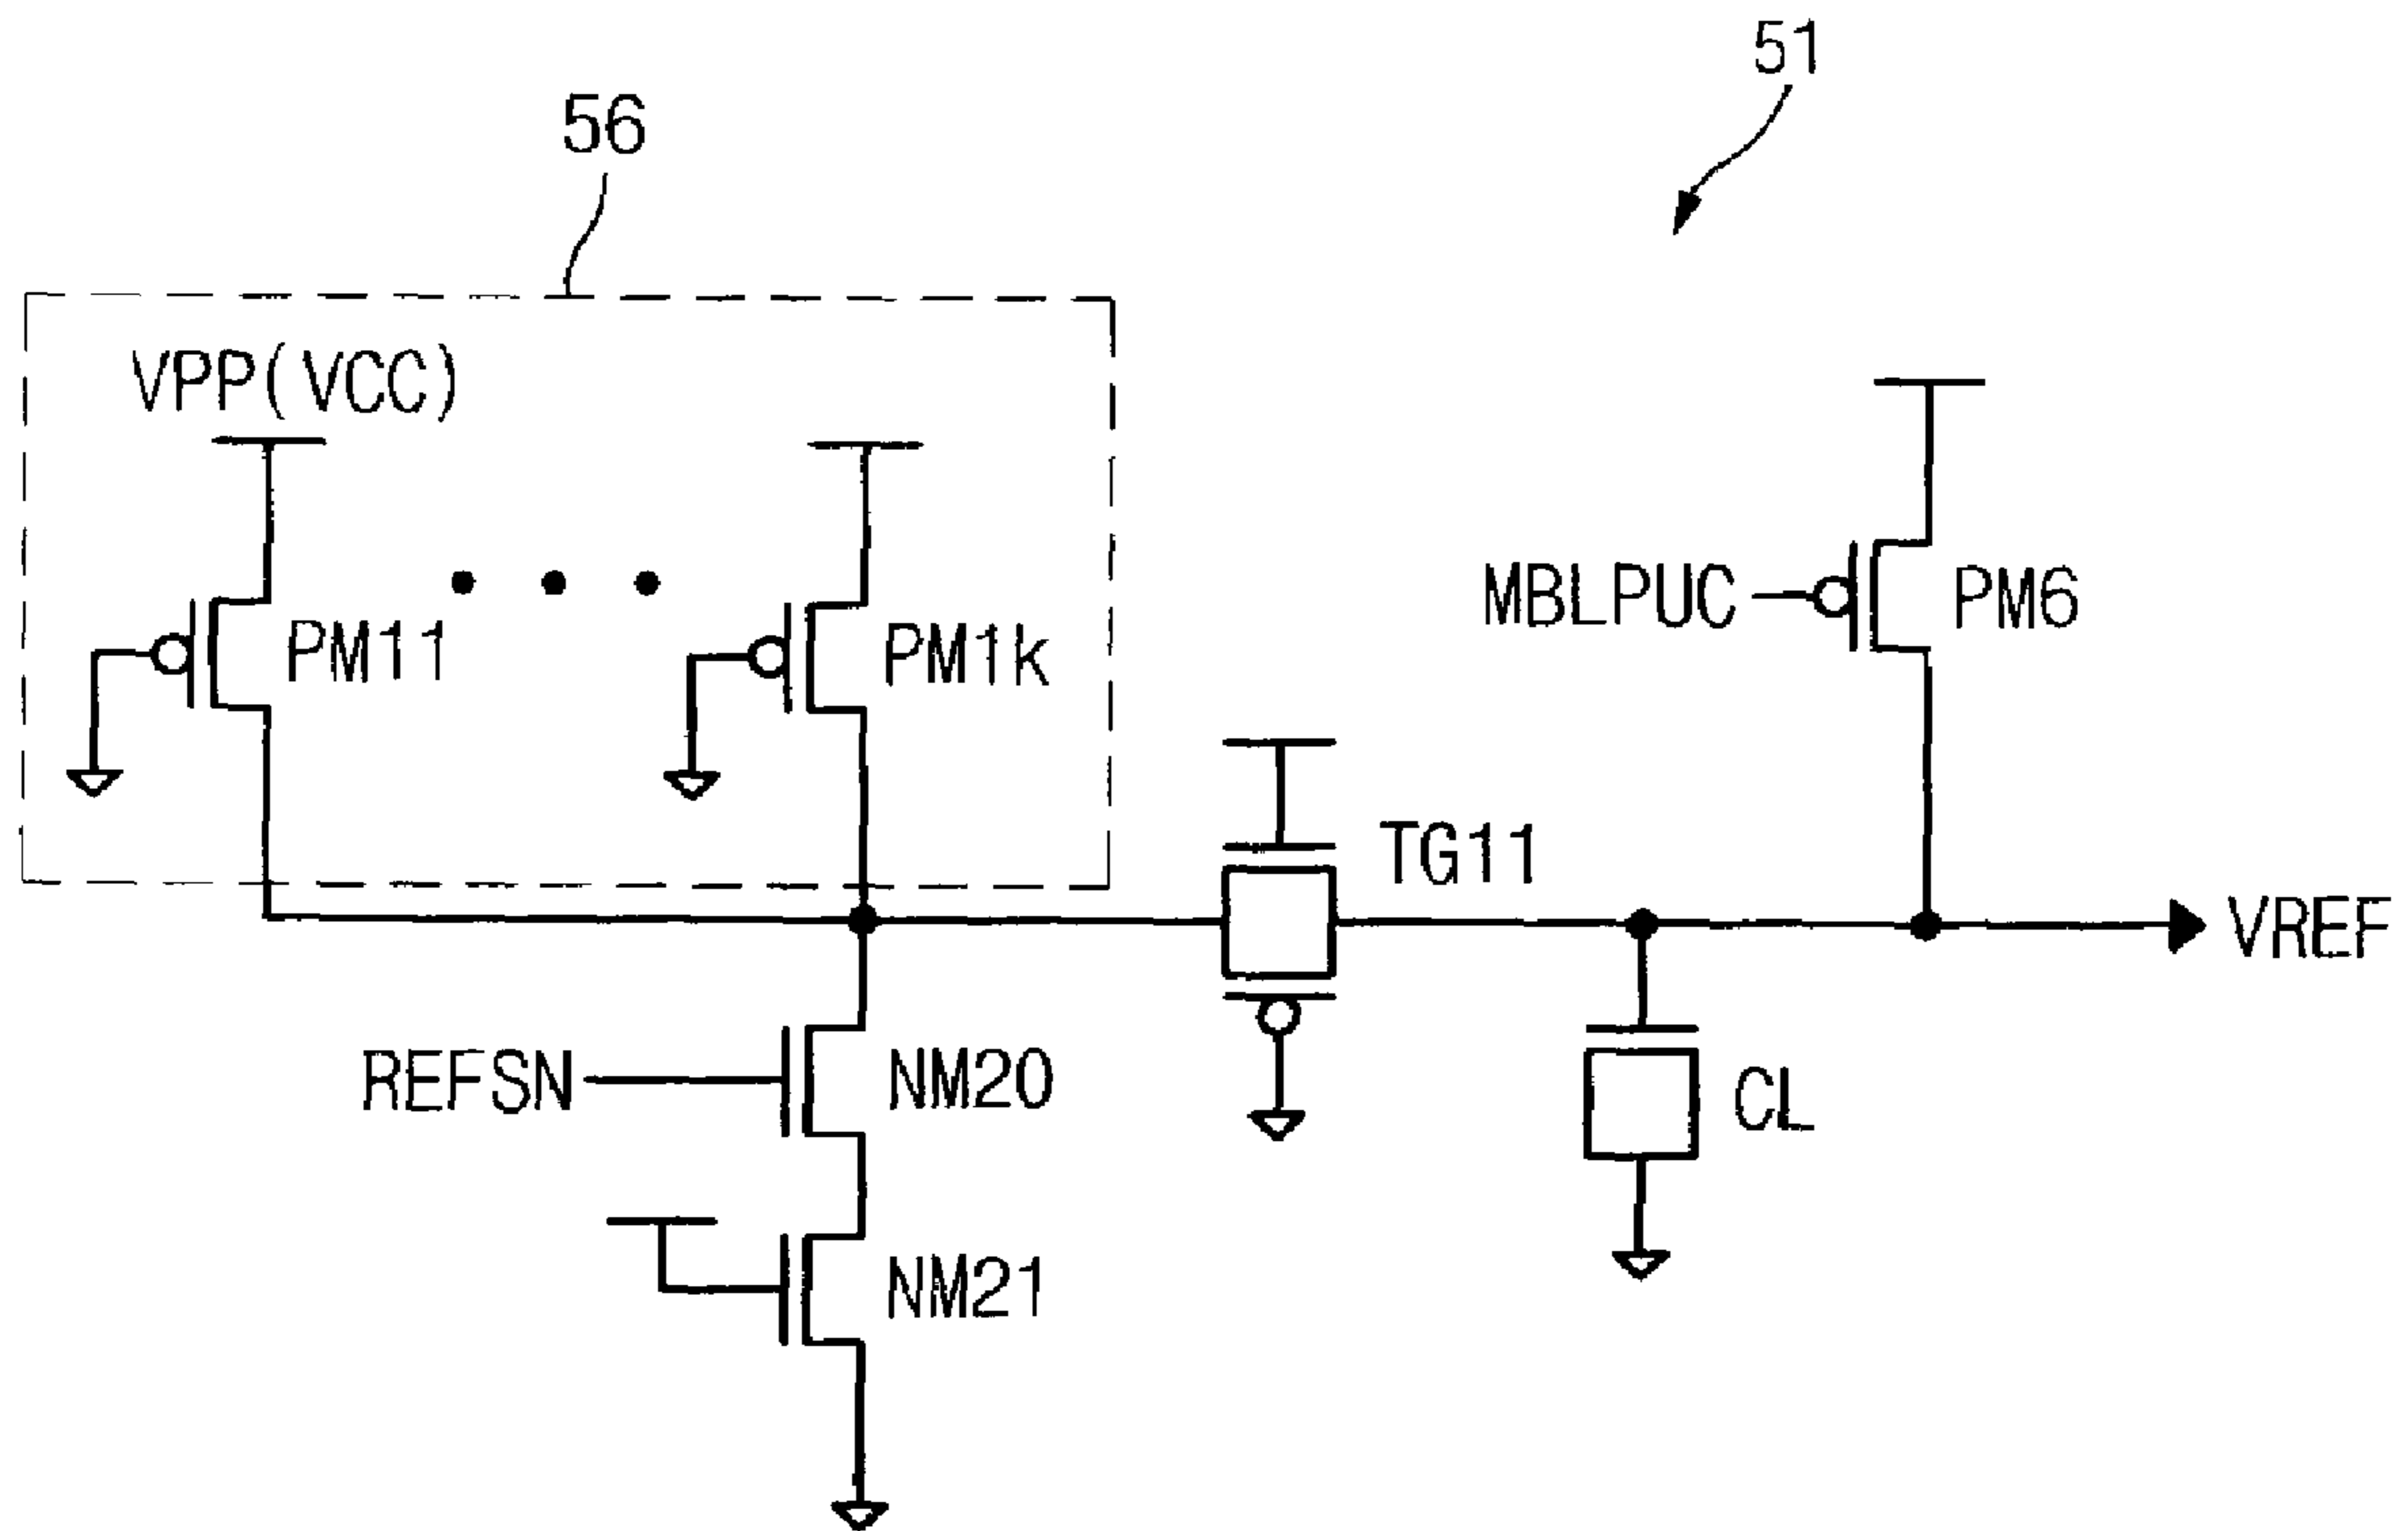 51
56
VPP(VCC)
MBLPUC
PM6
PM11
PM1k
TG11
VREF
REFSN
NM20
CL
NM21